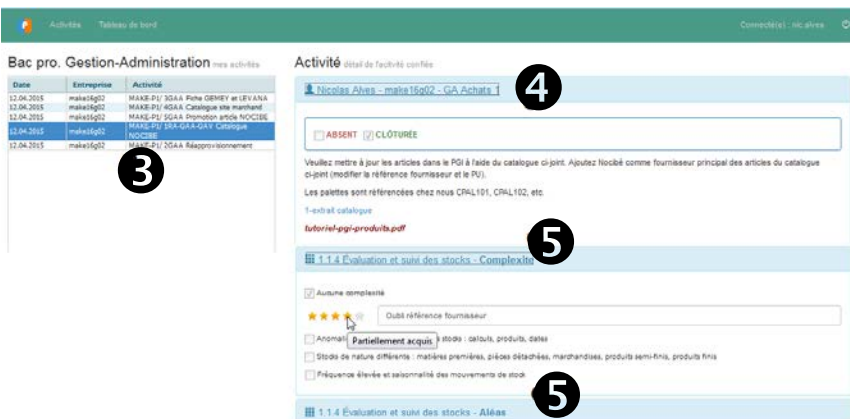 Activités Tableau de bord Connecté(e) : nic.alves
Bac pro. Gestion-Administration mes activités
Date Entreprise Activité
12.04.2015 make16g02 MAKE-P1/ 3GAA Fiche GEMEY et LEVANA
12.04.2015 make16g02 MAKE-P1/ 4GAA Catalogue site marchand
12.04.2015 make16g02 MAKE-P1/ 5GAA Promotion article NOCIBE
12.04.2015 make16g02 MAKE-P1/ 1RA-GAA-GAV Catalogue
NOCIBE
12.04.2015 make16g02 MAKE-P1/ 2GAA Réapprovisionnement
3
Activité détail de l'activité confiée
Nicolas Alves - make16g02 - GA Achats 1
4
ABSENT CLÔTURÉE
Veuillez mettre à jour les articles dans le PGI à l'aide du catalogue ci-joint. Ajoutez Nocibé comme fournisseur principal des articles du catalogue
ci-joint (modifier la référence fournisseur et le PU).
Les palettes sont référencées chez nous CPAL101, CPAL102, etc.
1-extrait catalogue
tutoriel-pgi-produits.pdf
5
1.1.4 Évaluation et suivi des stocks - Complexité
Aucune complexité
Oubli référence fournisseur
Partiellement acquis
stocks : calculs, produits, dates
Stocks de nature différente : matières premières, pièces détachées, marchandises, produits semi-finis, produits finis
Fréquence élevée et saisonnalité des mouvements de stock
5
1.1.4 Évaluation et suivi des stocks - Aléas